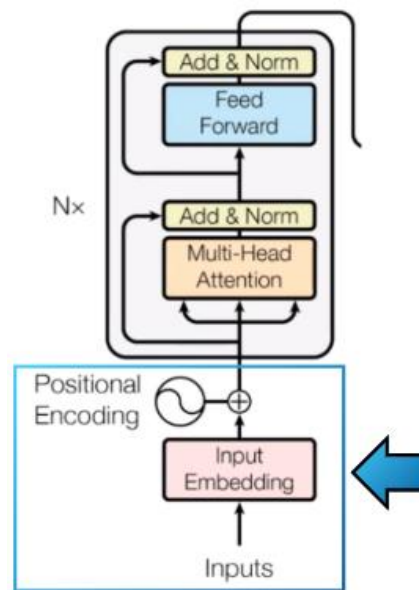 Add & Norm
Feed
Forward
N×
Add & Norm
Multi-Head
Attention
Positional
Encoding
Input
Embedding
Inputs